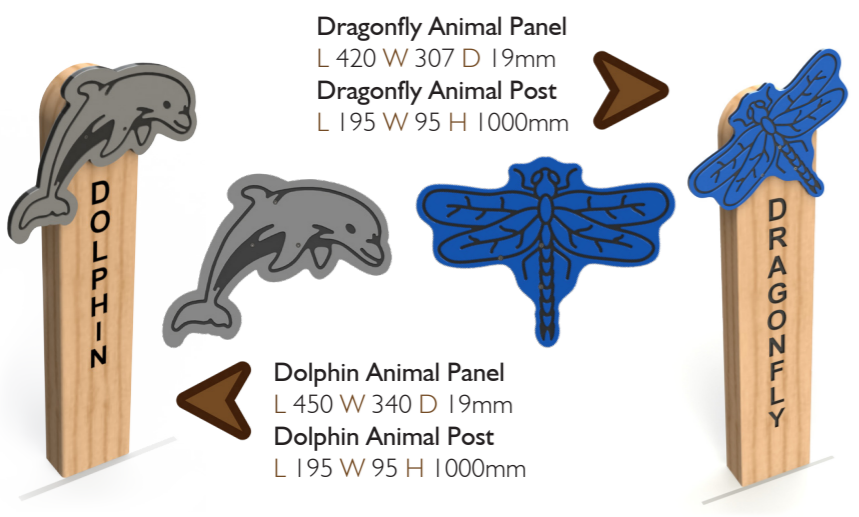 Dragonfly Animal Panel
L 420 W 307 D 19mm
Dragonfly Animal Post
L 195 W 95 H 1000mm
DOLPHIN
DRAGONFLY
Dolphin Animal Panel
L 450 W 340 D 19mm
Dolphin Animal Post
L 195 W 95 H 1000mm